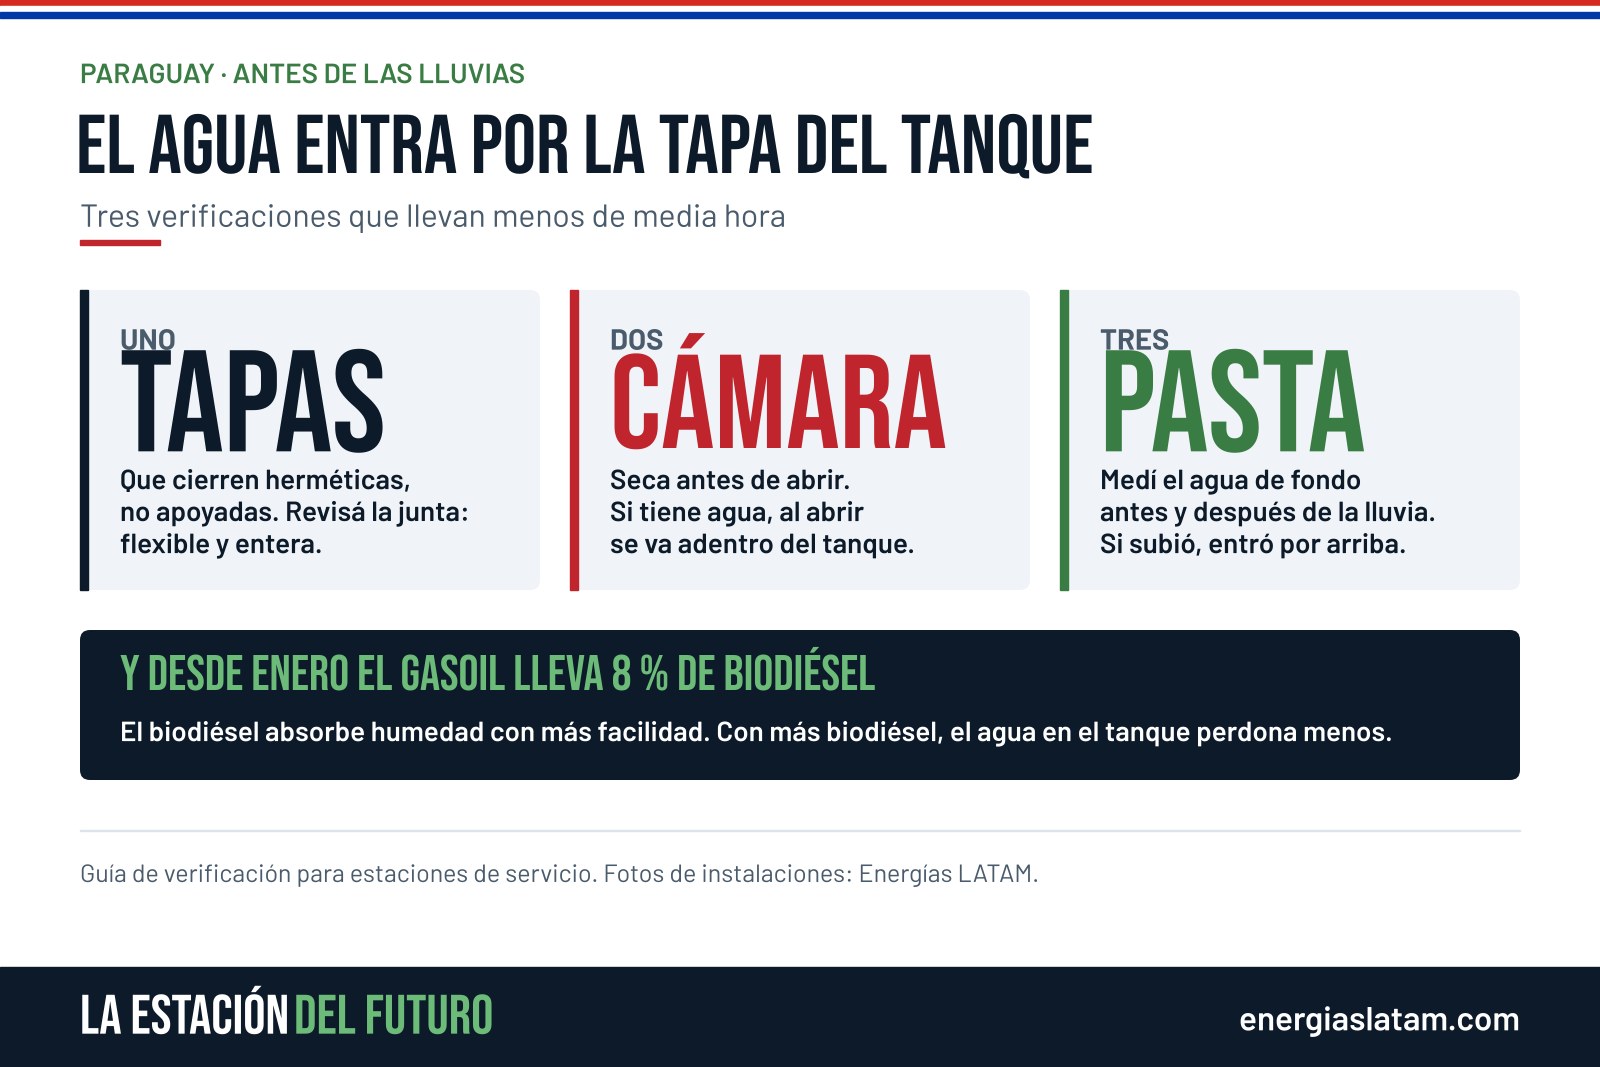 PARAGUAY · ANTES DE LAS LLUVIAS
EL AGUA ENTRA POR LA TAPA DEL TANQUE
Tres verificaciones que llevan menos de media hora
UNO
TAPAS
Que cierren herméticas,
no apoyadas. Revisá la junta:
flexible y entera.
DOS
CÁMARA
Seca antes de abrir.
Si tiene agua, al abrir
se va adentro del tanque.
TRES
PASTA
Medí el agua de fondo
antes y después de la lluvia.
Si subió, entró por arriba.
Y DESDE ENERO EL GASOIL LLEVA 8 % DE BIODIÉSEL
El biodiésel absorbe humedad con más facilidad. Con más biodiésel, el agua en el tanque perdona menos.
Guía de verificación para estaciones de servicio. Fotos de instalaciones: Energías LATAM.
LA ESTACIÓN DEL FUTURO
energiaslatam.com